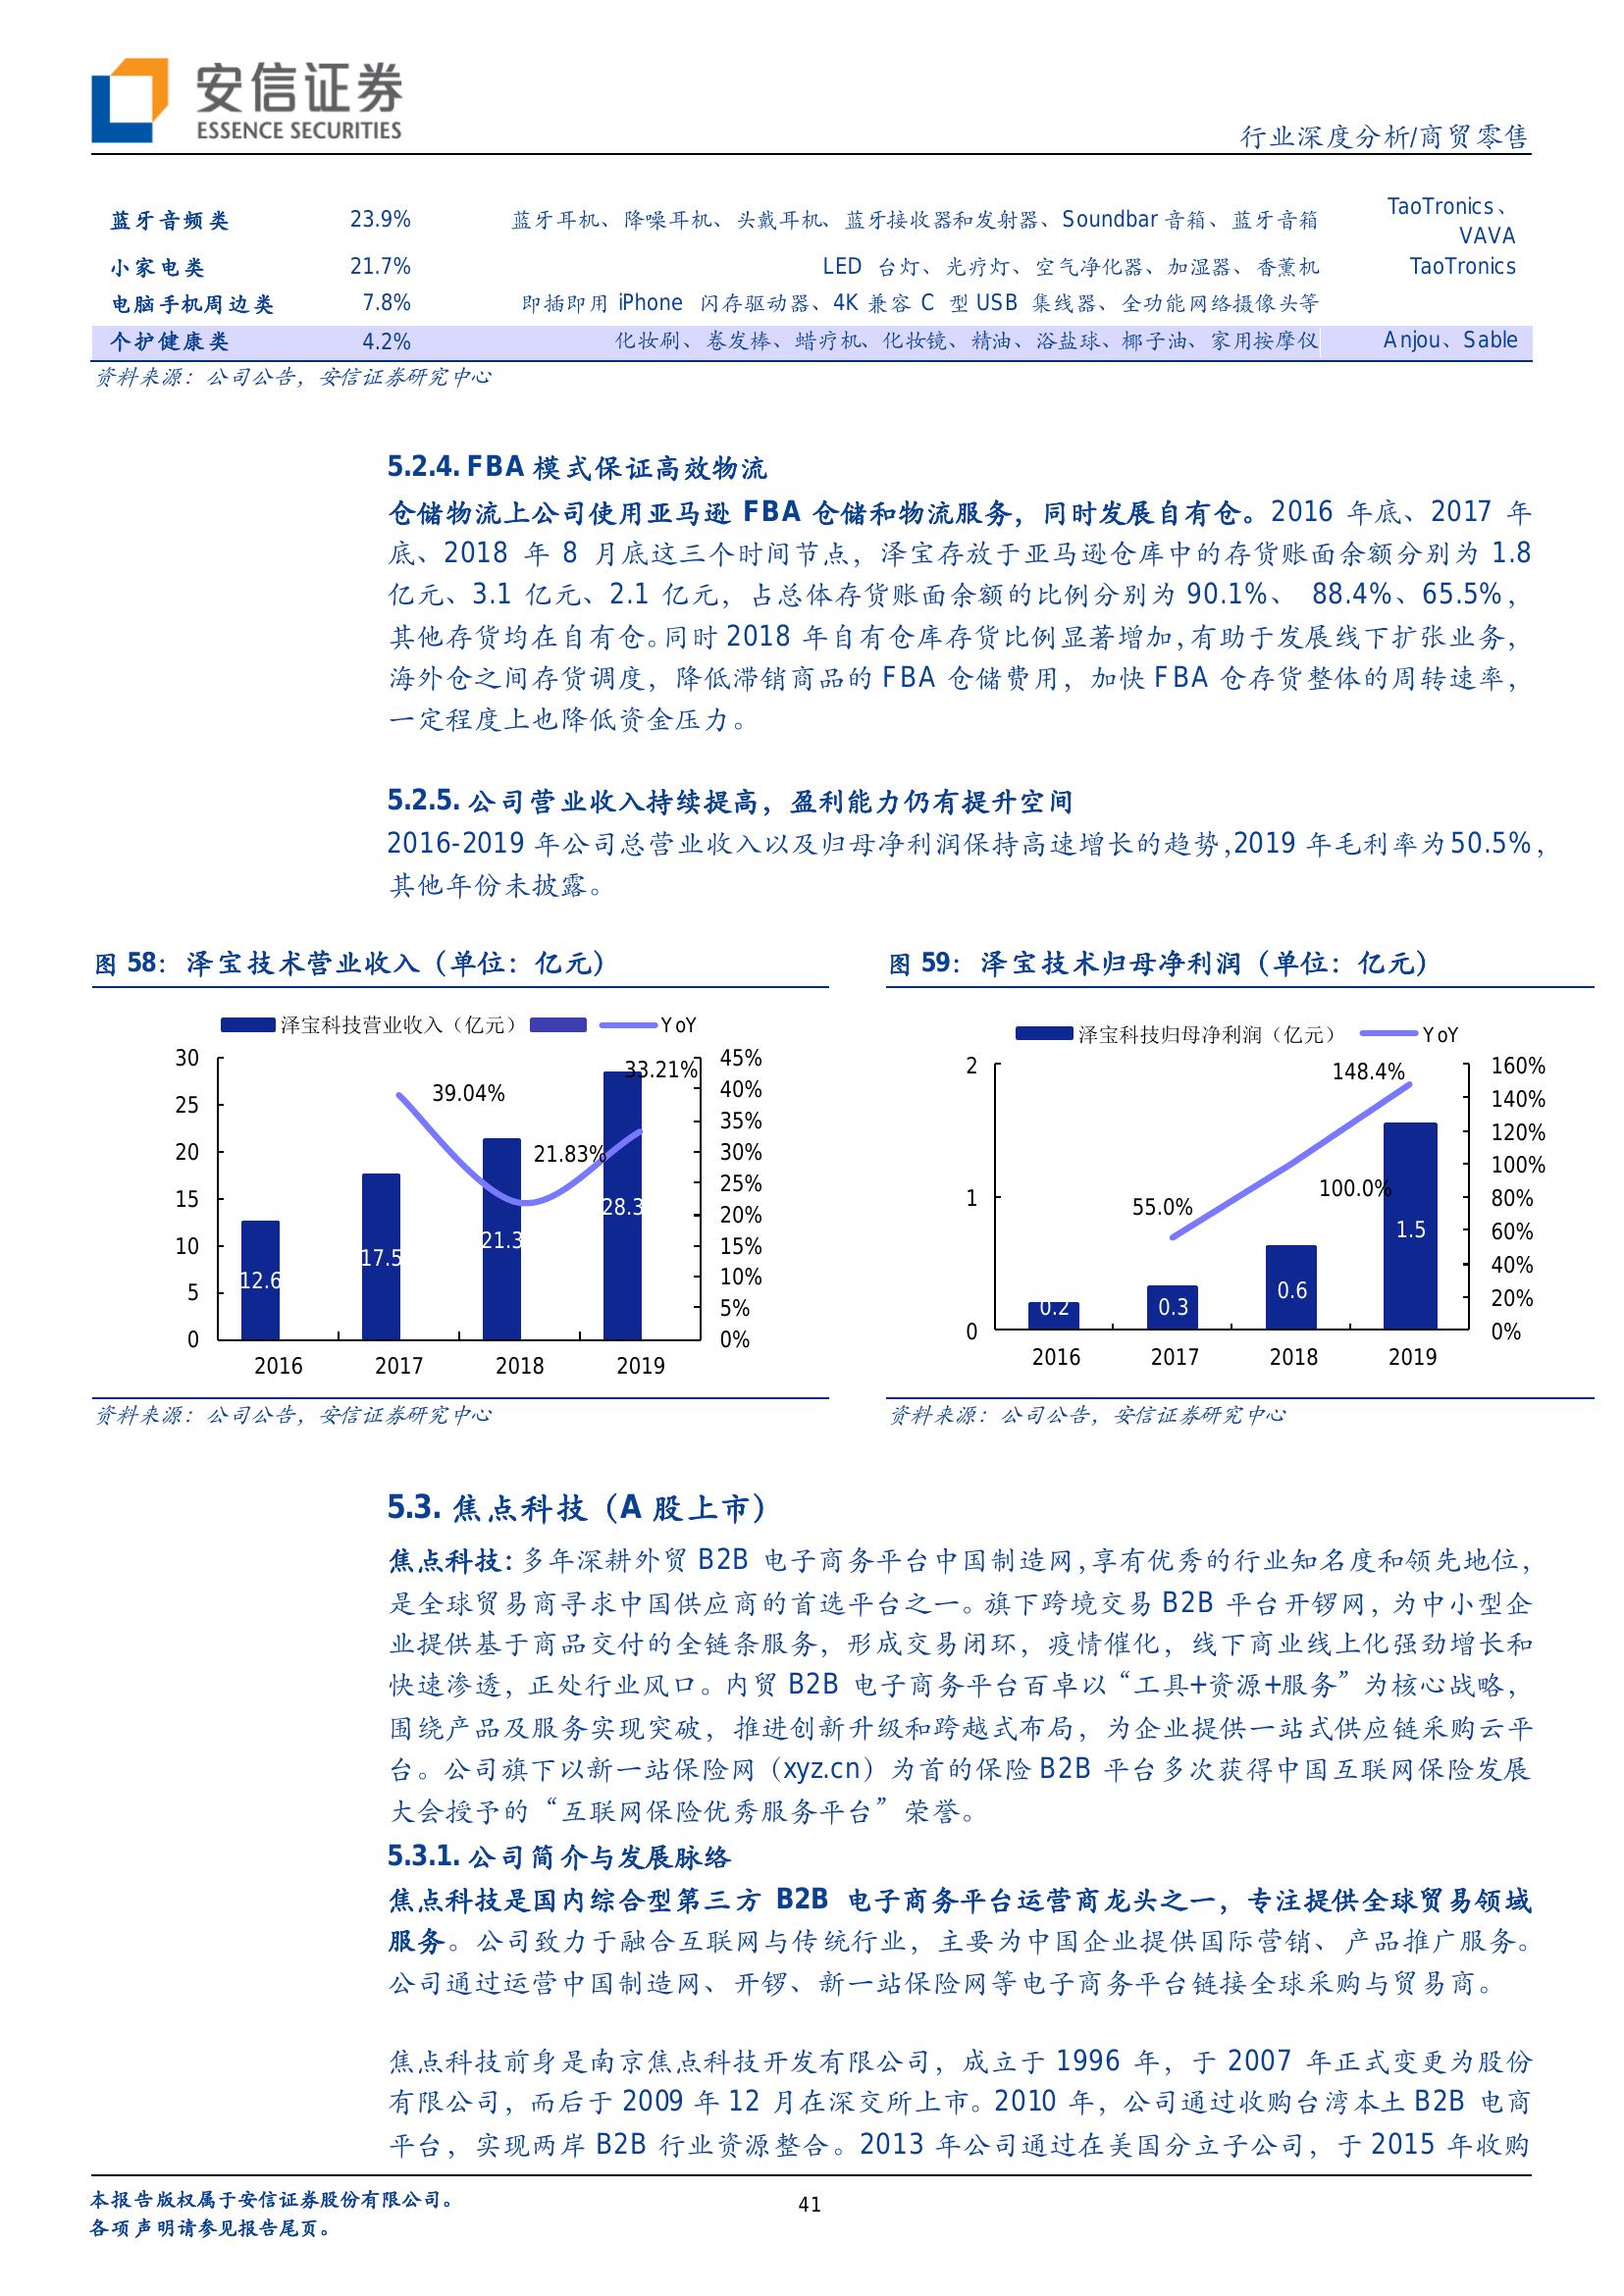 安信证券
ESSENCE SECURITIES
行业深度分析/商贸零售
蓝牙音频类 23.9% 蓝牙耳机、降噪耳机、头戴耳机、蓝牙接收器和发射器、Soundbar 音箱、蓝牙音箱 TaoTronics、
VAVA
小家电类 21.7% LED 台灯、光疗灯、空气净化器、加湿器、香薰机 TaoTronics
电脑手机周边类 7.8% 即插即用 iPhone 闪存驱动器、4K 兼容 C 型 USB 集线器、全功能网络摄像头等
个护健康类 4.2% 化妆刷、卷发棒、蜡疗机、化妆镜、精油、浴盐球、椰子油、家用按摩仪 Anjou、Sable
资料来源：公司公告，安信证券研究中心
5.2.4. FBA 模式保证高效物流
仓储物流上公司使用亚马逊 FBA 仓储和物流服务，同时发展自有仓。2016 年底、2017 年
底、2018 年 8 月底这三个时间节点，泽宝存放于亚马逊仓库中的存货账面余额分别为 1.8
亿元、3.1 亿元、2.1 亿元，占总体存货账面余额的比例分别为 90.1%、 88.4%、65.5%，
其他存货均在自有仓。同时 2018 年自有仓库存货比例显著增加，有助于发展线下扩张业务，
海外仓之间存货调度，降低滞销商品的 FBA 仓储费用，加快 FBA 仓存货整体的周转速率，
一定程度上也降低资金压力。
5.2.5. 公司营业收入持续提高，盈利能力仍有提升空间
2016-2019 年公司总营业收入以及归母净利润保持高速增长的趋势，2019 年毛利率为 50.5%，
其他年份未披露。
图 58：泽宝技术营业收入（单位：亿元）
泽宝科技营业收入（亿元） YoY
30
25
20
15
10
5
0
45%
40%
35%
30%
25%
20%
15%
10%
5%
0%
39.04%
21.83%
33.21%
12.6
17.5
21.3
28.3
2016 2017 2018 2019
资料来源：公司公告，安信证券研究中心
图 59：泽宝技术归母净利润（单位：亿元）
泽宝科技归母净利润（亿元） YoY
2
1
0
160%
140%
120%
100%
80%
60%
40%
20%
0%
55.0%
100.0%
148.4%
0.2
0.3
0.6
1.5
2016 2017 2018 2019
资料来源：公司公告，安信证券研究中心
5.3. 焦点科技（A 股上市）
焦点科技：多年深耕外贸 B2B 电子商务平台中国制造网，享有优秀的行业知名度和领先地位，
是全球贸易商寻求中国供应商的首选平台之一。旗下跨境交易 B2B 平台开锣网，为中小型企
业提供基于商品交付的全链条服务，形成交易闭环，疫情催化，线下商业线上化强劲增长和
快速渗透，正处行业风口。内贸 B2B 电子商务平台百卓以“工具+资源+服务”为核心战略，
围绕产品及服务实现突破，推进创新升级和跨越式布局，为企业提供一站式供应链采购云平
台。公司旗下以新一站保险网（xyz.cn）为首的保险 B2B 平台多次获得中国互联网保险发展
大会授予的“互联网保险优秀服务平台”荣誉。
5.3.1. 公司简介与发展脉络
焦点科技是国内综合型第三方 B2B 电子商务平台运营商龙头之一，专注提供全球贸易领域
服务。公司致力于融合互联网与传统行业，主要为中国企业提供国际营销、产品推广服务。
公司通过运营中国制造网、开锣、新一站保险网等电子商务平台链接全球采购与贸易商。
焦点科技前身是南京焦点科技开发有限公司，成立于 1996 年，于 2007 年正式变更为股份
有限公司，而后于 2009 年 12 月在深交所上市。2010 年，公司通过收购台湾本土 B2B 电商
平台，实现两岸 B2B 行业资源整合。2013 年公司通过在美国分立子公司，于 2015 年收购
本报告版权属于安信证券股份有限公司。
各项声明请参见报告尾页。
41